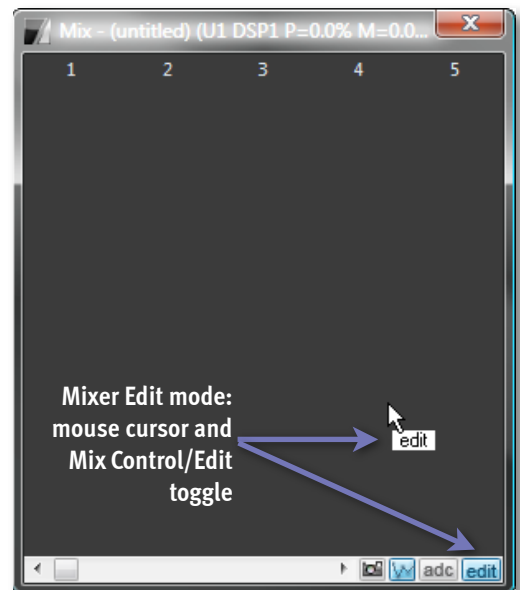 Mix - (untitled) (U1 DSP1 P=0.0% M=0.0...
1 2 3 4 5
Mixer Edit mode:
mouse cursor and
Mix Control/Edit
toggle
edit
adc edit